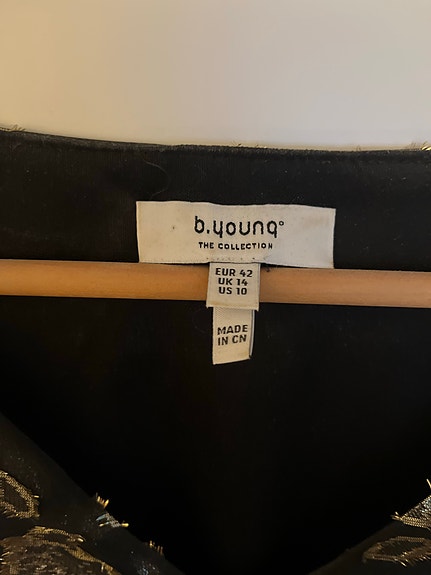 b.young°
THE COLLECTION
EUR 42
UK 14
US 10
MADE
IN CN